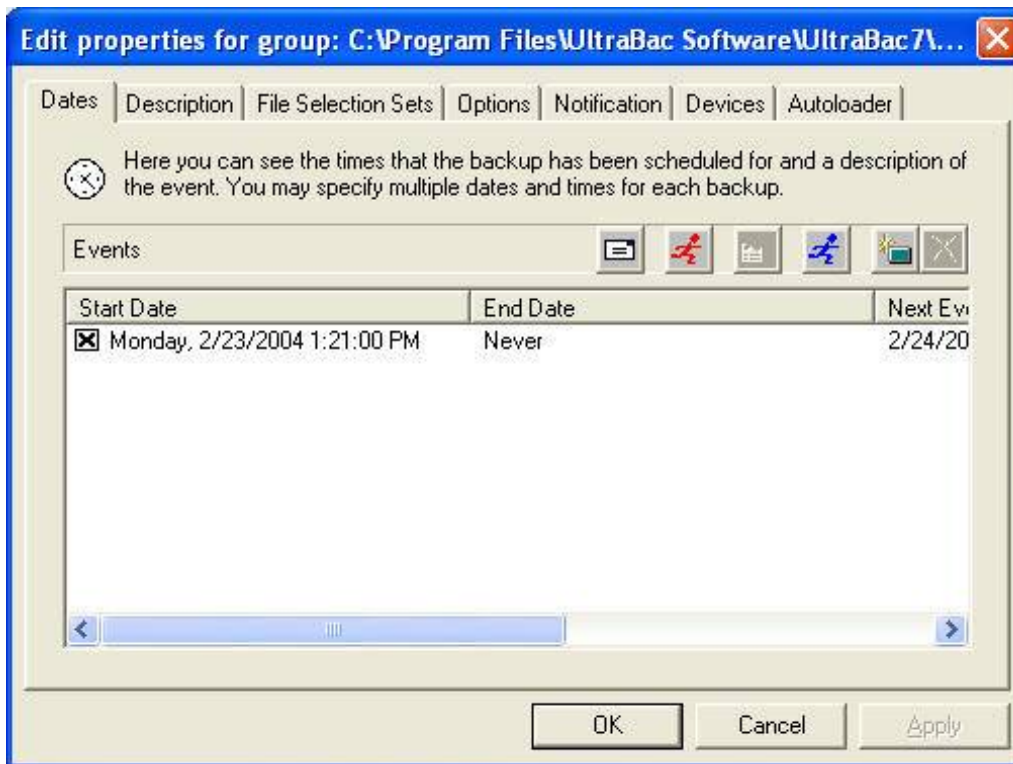 Edit properties for group: C:\Program Files\UltraBac Software\UltraBac7\...
Dates Description File Selection Sets Options Notification Devices Autoloader
Here you can see the times that the backup has been scheduled for and a description of
the event. You may specify multiple dates and times for each backup.
Events
Start Date End Date Next Ev
Monday, 2/23/2004 1:21:00 PM Never 2/24/20
OK Cancel Apply